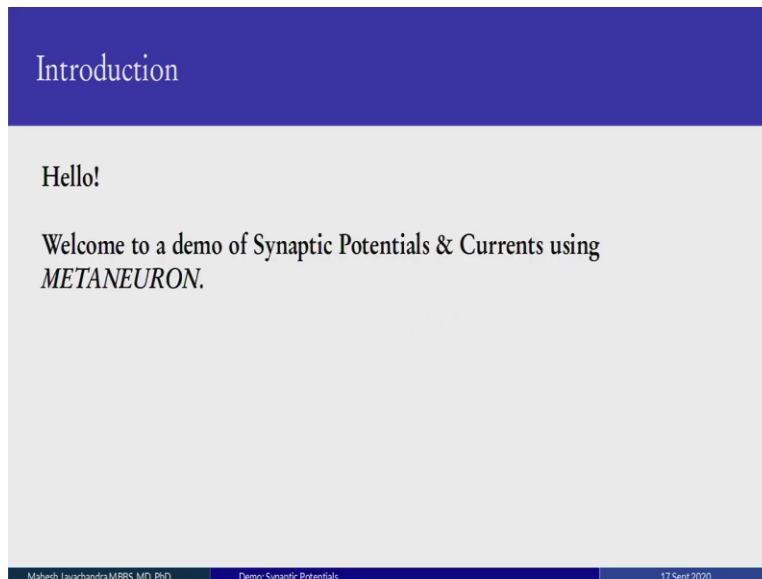 Introduction
Hello!
Welcome to a demo of Synaptic Potentials & Currents using
METANEURON.
Mahesh Jayachandra MBBS, MD, PhD
Demo: Synaptic Potentials
17 Sept 2020